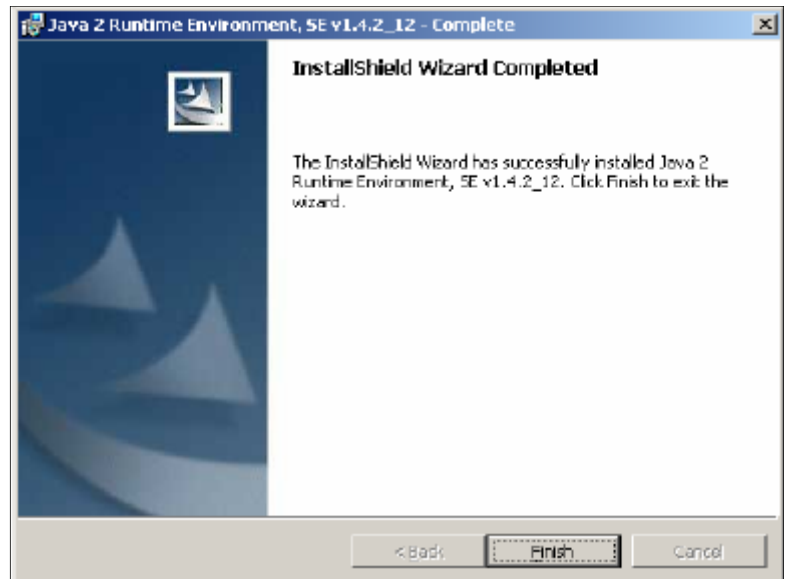 Java 2 Runtime Environment, SE v1.4.2_12 - Complete
InstallShield Wizard Completed
The InstallShield Wizard has successfully installed Java 2
Runtime Environment, SE v1.4.2_12. Click Finish to exit the
wizard.
< Back
Finish
Cancel